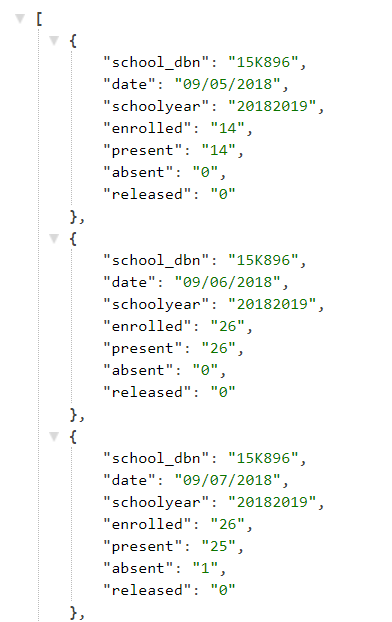 [
{
"school_dbn": "15K896",
"date": "09/05/2018",
"schoolyear": "20182019",
"enrolled": "14",
"present": "14",
"absent": "0",
"released": "0"
},
{
"school_dbn": "15K896",
"date": "09/06/2018",
"schoolyear": "20182019",
"enrolled": "26",
"present": "26",
"absent": "0",
"released": "0"
},
{
"school_dbn": "15K896",
"date": "09/07/2018",
"schoolyear": "20182019",
"enrolled": "26",
"present": "25",
"absent": "1",
"released": "0"
},